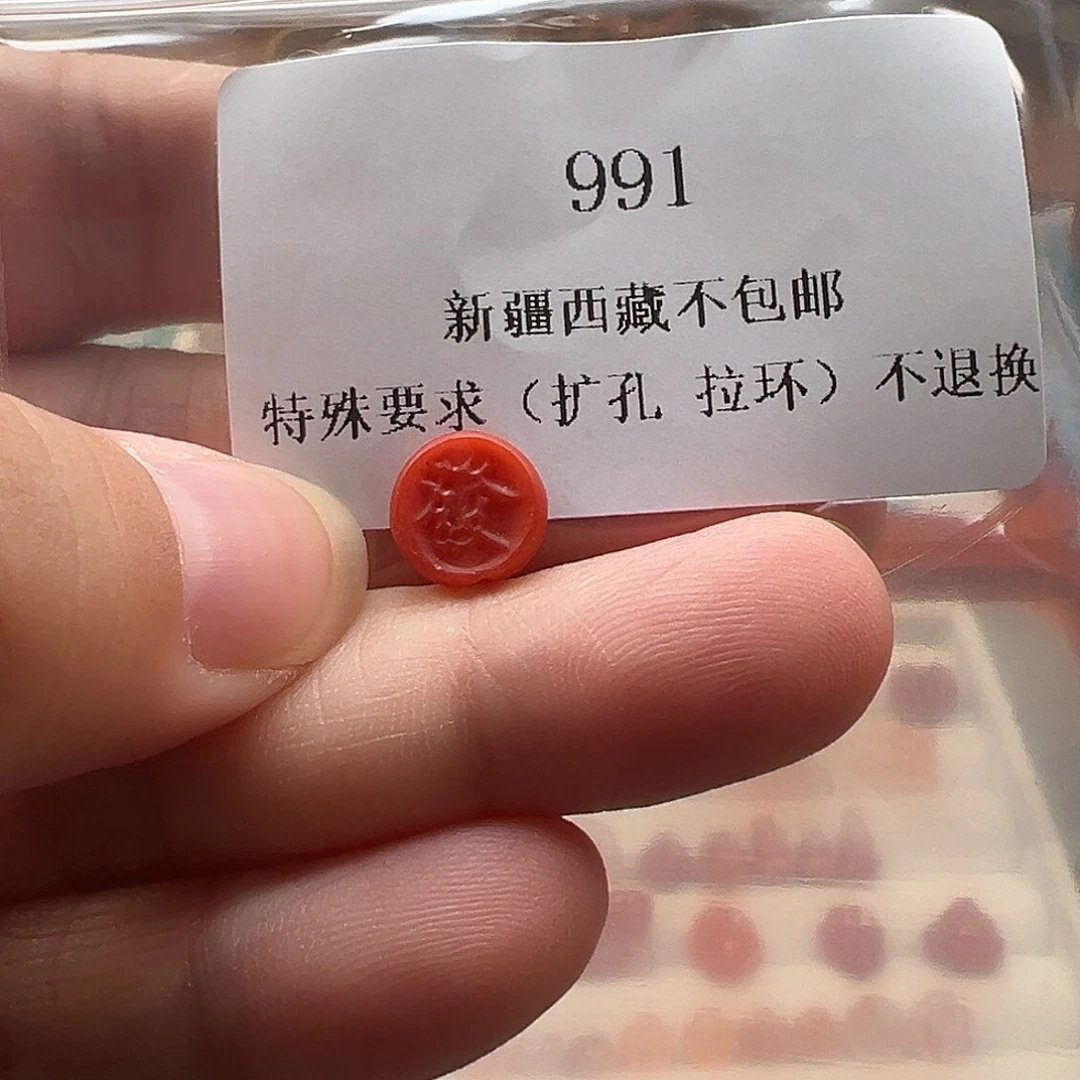 991
新疆西藏不包邮
特殊要求（扩孔 拉环）不退换
發